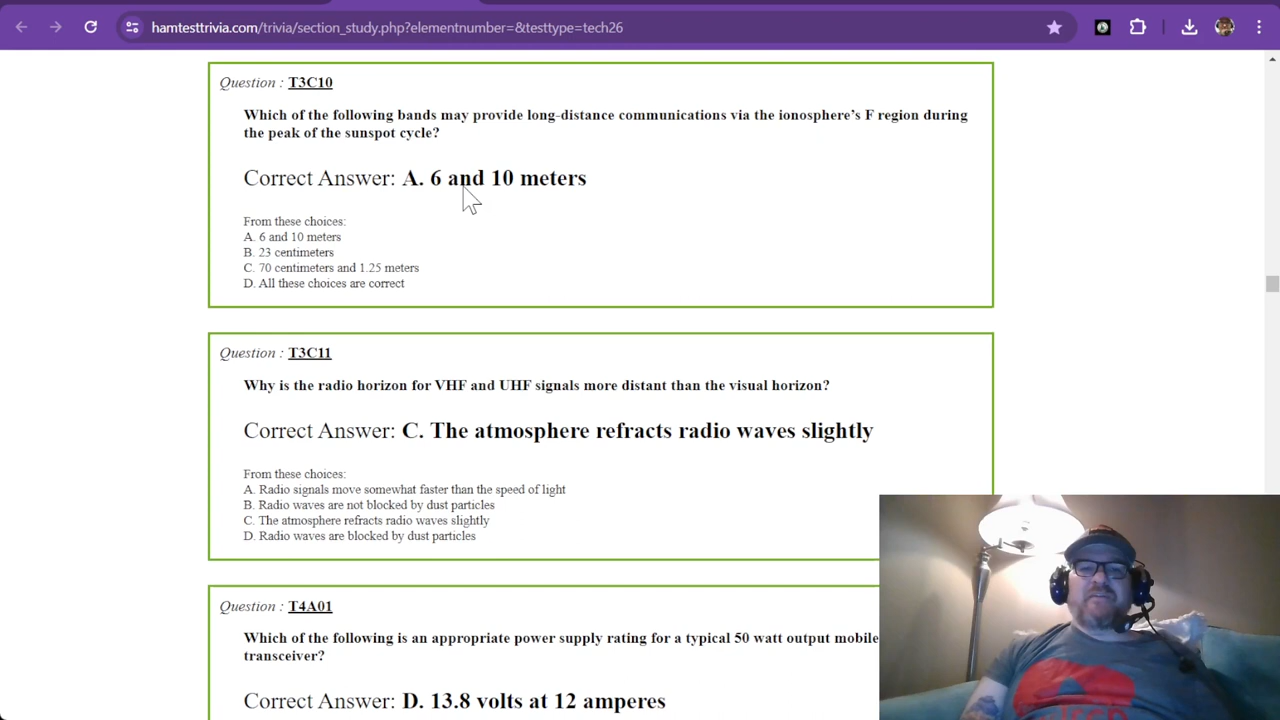 hamtesttrivia.com/trivia/section_study.php?elementnumber=&testtype=tech26
Question : T3C10
Which of the following bands may provide long-distance communications via the ionosphere’s F region during
the peak of the sunspot cycle?
Correct Answer: A. 6 and 10 meters
From these choices:
A. 6 and 10 meters
B. 23 centimeters
C. 70 centimeters and 1.25 meters
D. All these choices are correct
Question : T3C11
Why is the radio horizon for VHF and UHF signals more distant than the visual horizon?
Correct Answer: C. The atmosphere refracts radio waves slightly
From these choices:
A. Radio signals move somewhat faster than the speed of light
B. Radio waves are not blocked by dust particles
C. The atmosphere refracts radio waves slightly
D. Radio waves are blocked by dust particles
Question : T4A01
Which of the following is an appropriate power supply rating for a typical 50 watt output mobile
transceiver?
Correct Answer: D. 13.8 volts at 12 amperes